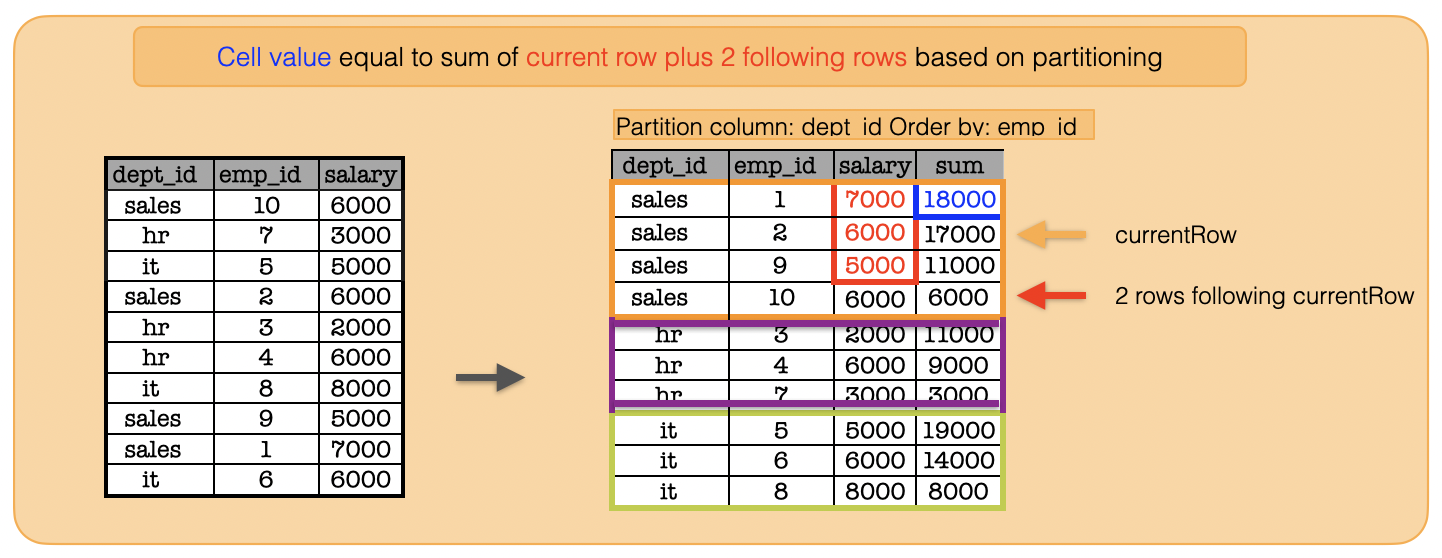 Cell value equal to sum of current row plus 2 following rows based on partitioning
Partition column: dept_id Order by: emp_id
dept_id emp_id salary
sales 10 6000
hr 7 3000
it 5 5000
sales 2 6000
hr 3 2000
hr 4 6000
it 8 8000
sales 9 5000
sales 1 7000
it 6 6000
dept_id emp_id salary sum
sales 1 7000 18000
sales 2 6000 17000
sales 9 5000 11000
sales 10 6000 6000
hr 3 2000 11000
hr 4 6000 9000
hr 7 3000 3000
it 5 5000 19000
it 6 6000 14000
it 8 8000 8000
currentRow
2 rows following currentRow